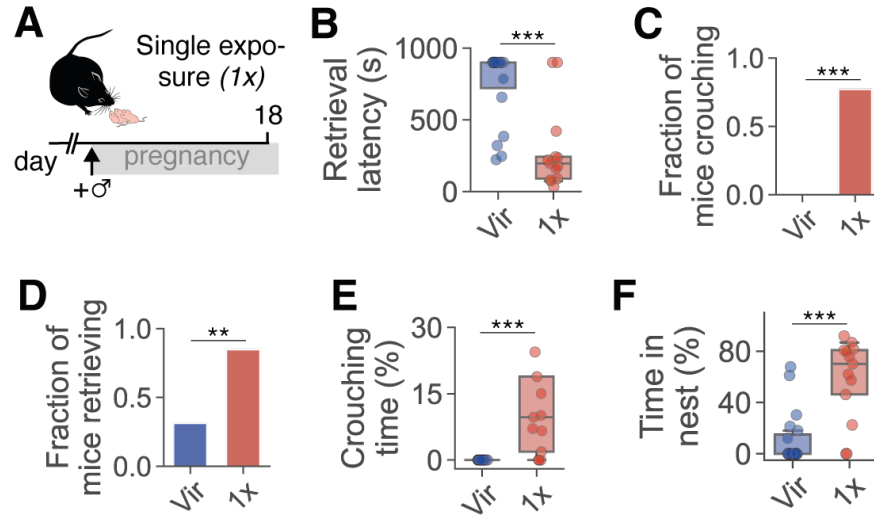 A
Single expo-
sure (1x)
18
day
pregnancy
+♂
B
Retrieval
latency (s)
1000
500
0
***
Vir
1x
C
Fraction of
mice crouching
1.0
0.5
0.0
***
Vir
1x
D
Fraction of
mice retrieving
1.0
0.5
0.0
**
Vir
1x
E
Crouching
time (%)
30
15
0
***
Vir
1x
F
Time in
nest (%)
80
40
0
***
Vir
1x